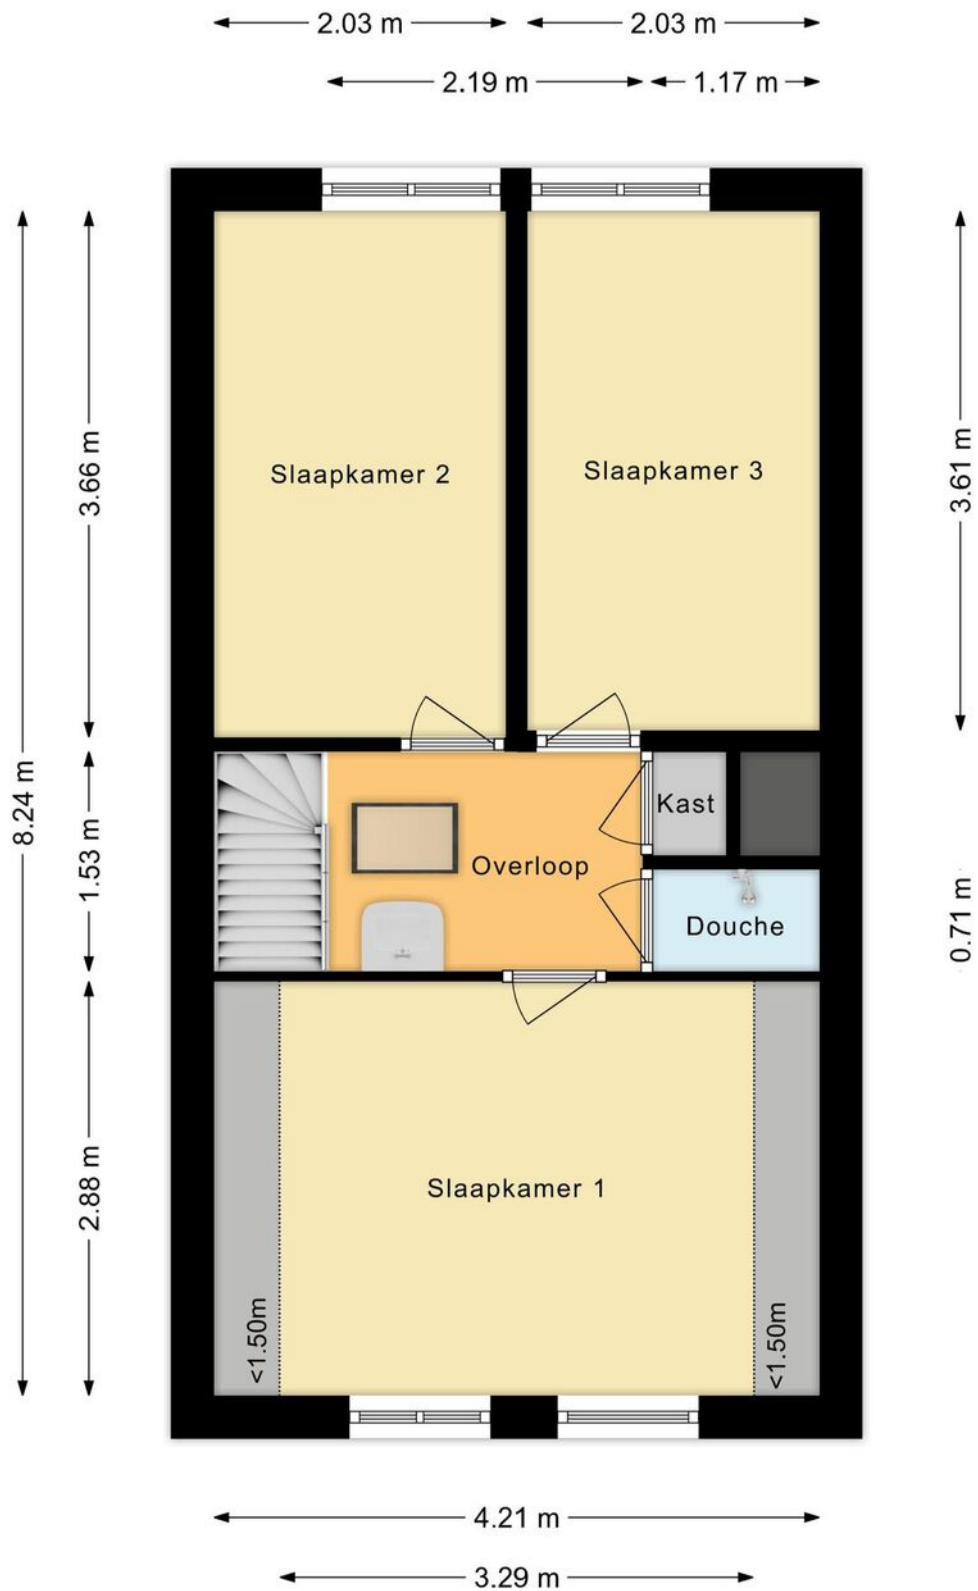 2.03 m
2.03 m
2.19 m
1.17 m
8.24 m
3.66 m
1.53 m
2.88 m
3.61 m
0.71 m
Slaapkamer 2
Slaapkamer 3
Kast
Overloop
Douche
Slaapkamer 1
<1.50m
<1.50m
4.21 m
3.29 m